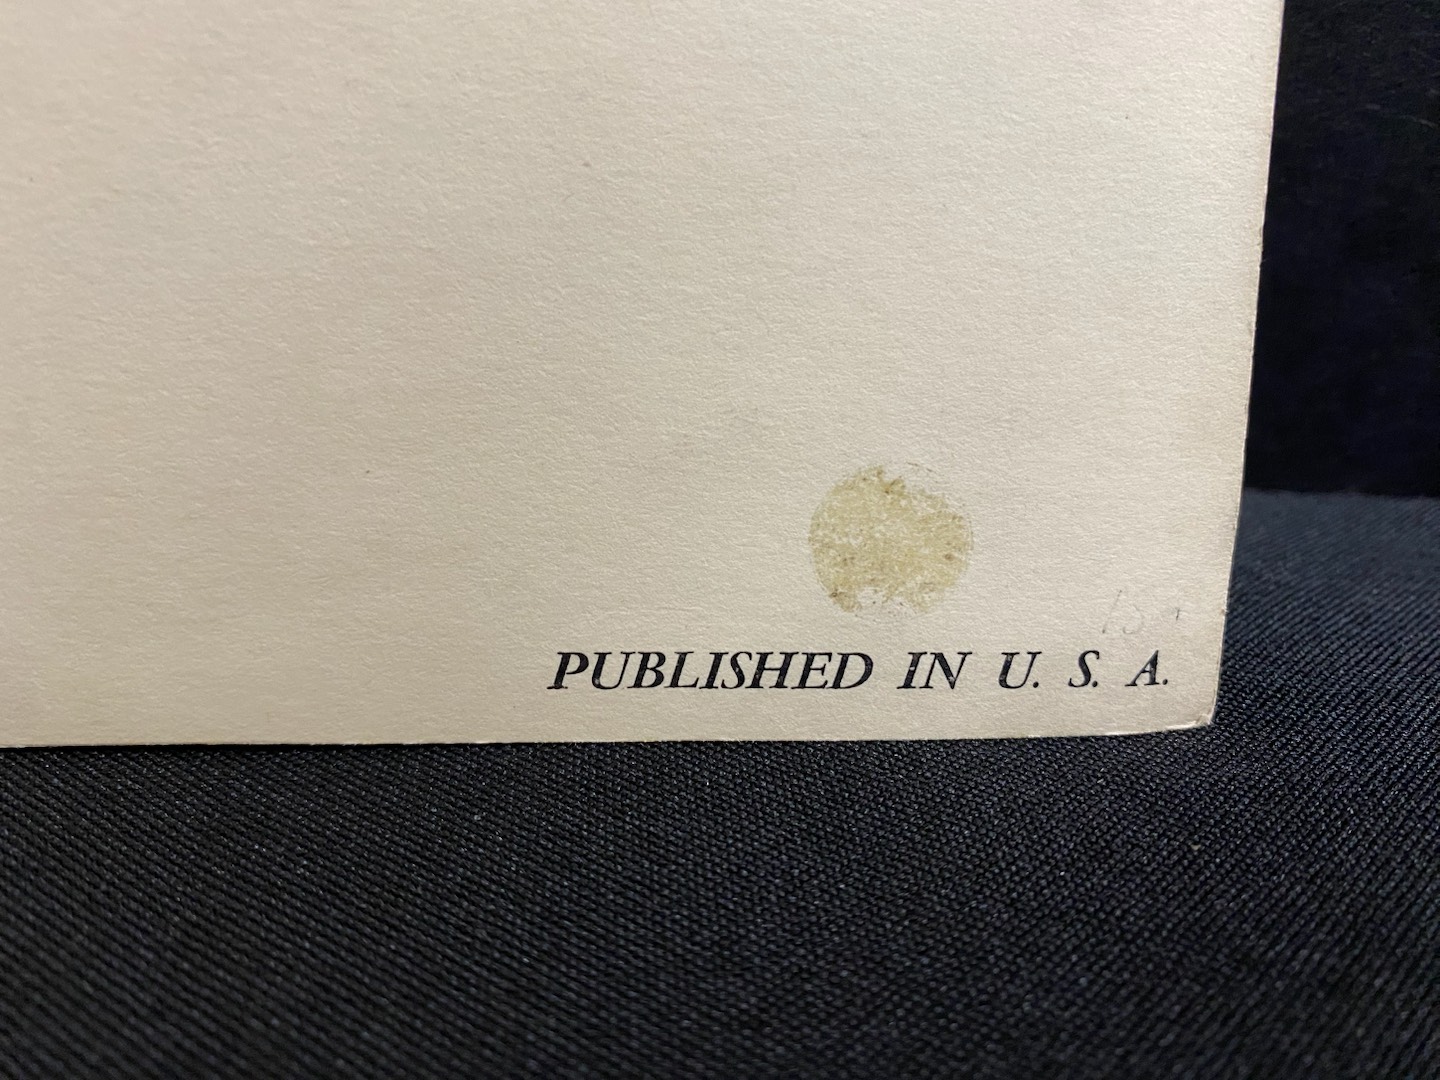 PUBLISHED IN U. S. A.